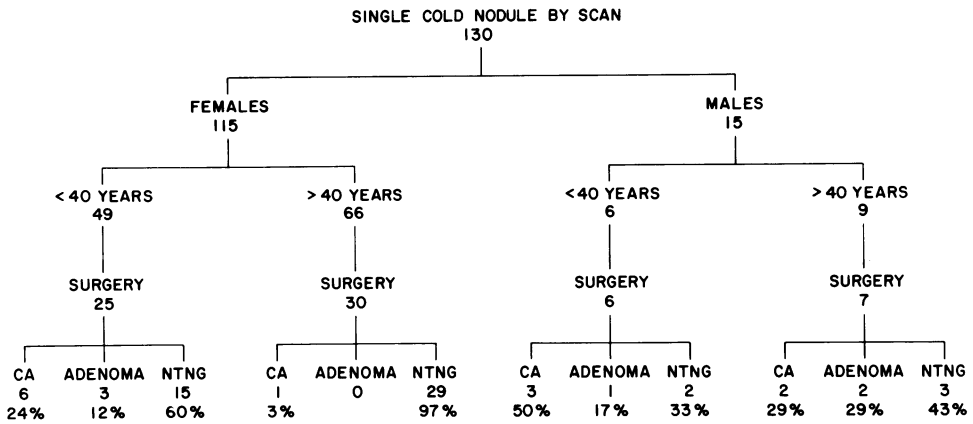 SINGLE COLD NODULE BY SCAN
130
FEMALES MALES
115 15
<40 YEARS >40 YEARS <40 YEARS >40 YEARS
49 66 6 9
SURGERY SURGERY SURGERY SURGERY
25 30 6 7
CA ADENOMA NTNG CA ADENOMA NTNG CA ADENOMA NTNG CA ADENOMA NTNG
6 3 15 1 0 29 3 1 2 2 2 3
24% 12% 60% 3% 97% 50% 17% 33% 29% 29% 43%